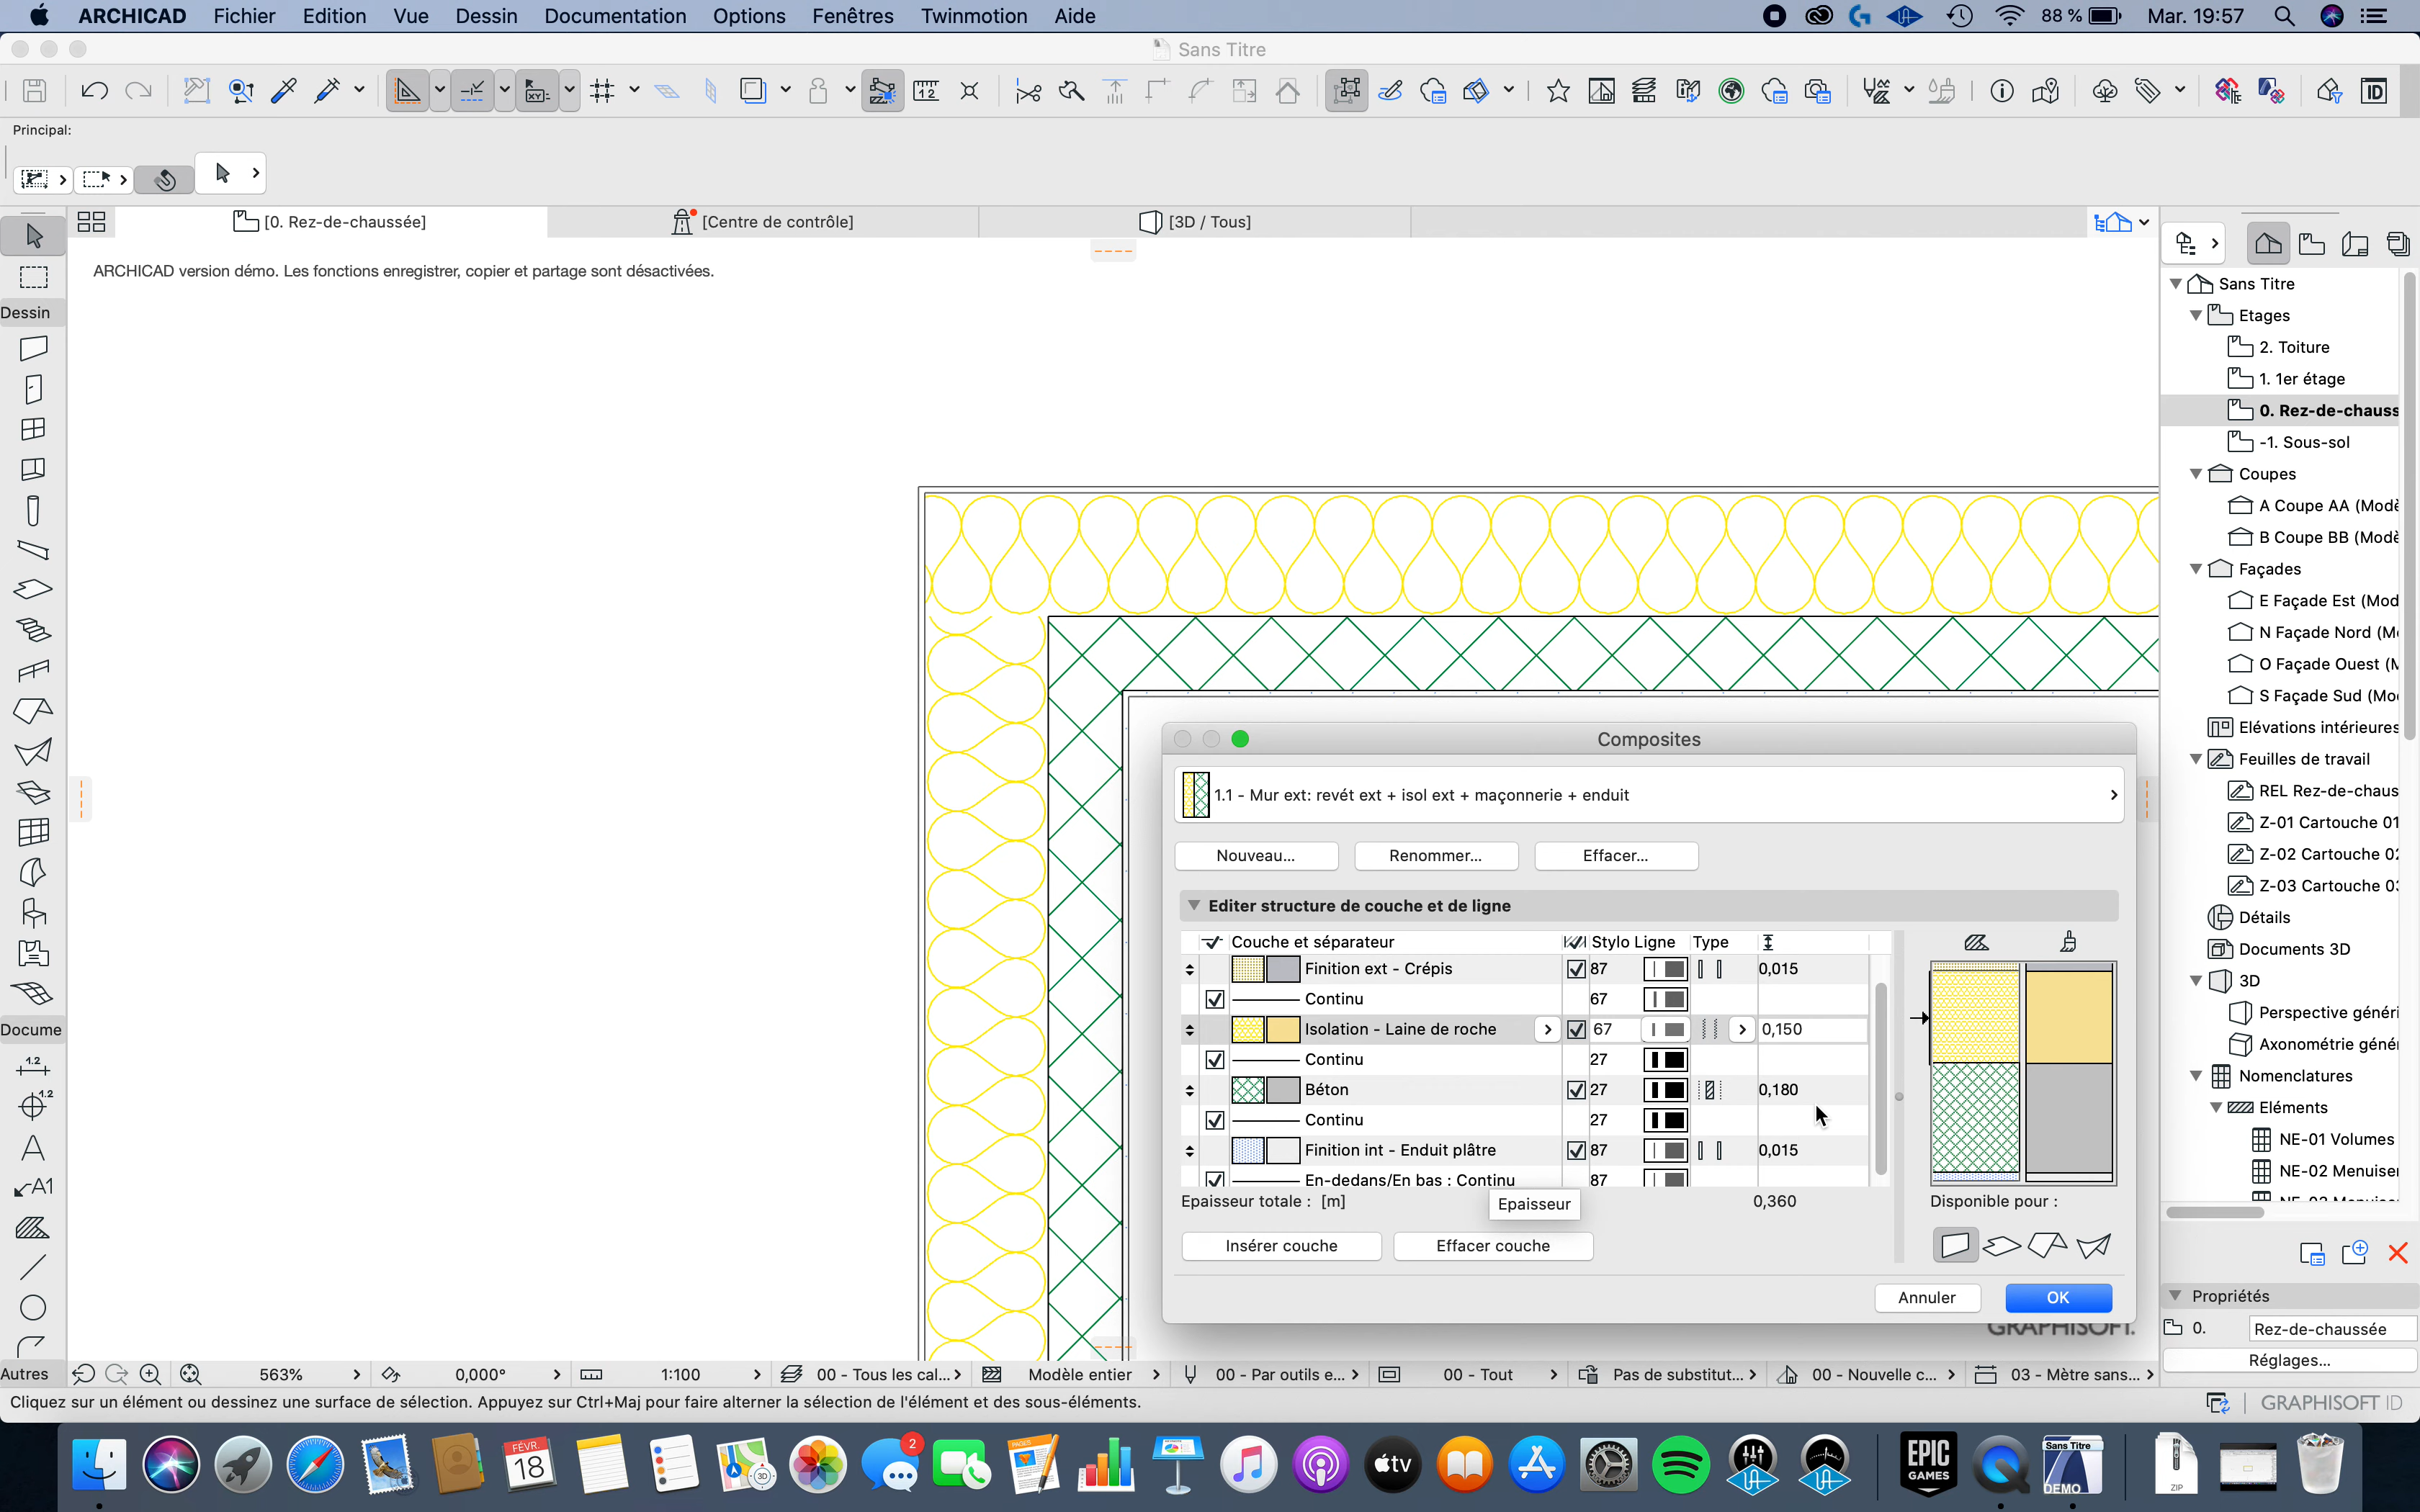 ARCHICAD Fichier Edition Vue Dessin Documentation Options Fenêtres Twinmotion Aide 88 % Mar. 19:57
Sans Titre
Principal:
[0. Rez-de-chaussée] [Centre de contrôle] [3D / Tous]
ARCHICAD version démo. Les fonctions enregistrer, copier et partage sont désactivées.
Dessin
Docume
Autres
Sans Titre
Etages
2. Toiture
1. 1er étage
0. Rez-de-chauss
-1. Sous-sol
Coupes
A Coupe AA (Modè
B Coupe BB (Modè
Façades
E Façade Est (Mod
N Façade Nord (M
O Façade Ouest (M
S Façade Sud (Mo
Elévations intérieures
Feuilles de travail
REL Rez-de-chaus
Z-01 Cartouche 01
Z-02 Cartouche 02
Z-03 Cartouche 03
Détails
Documents 3D
3D
Perspective généri
Axonométrie géné
Nomenclatures
Eléments
NE-01 Volumes
NE-02 Menuise
Composites
1.1 - Mur ext: revét ext + isol ext + maçonnerie + enduit
Nouveau... Renommer... Effacer...
Editer structure de couche et de ligne
Couche et séparateur Stylo Ligne Type
Finition ext - Crépis 87 0,015
Continu 67
Isolation - Laine de roche 67 0,150
Continu 27
Béton 27 0,180
Continu 27
Finition int - Enduit plâtre 87 0,015
En-dedans/En bas : Continu 87
Epaisseur totale : [m] 0,360
Epaisseur
Disponible pour :
Insérer couche Effacer couche
Annuler OK
GRAPHISOFT.
Propriétés
0. Rez-de-chaussée
Réglages...
563% 0,000° 1:100 00 - Tous les cal... Modèle entier 00 - Par outils e... 00 - Tout Pas de substitut... 00 - Nouvelle c... 03 - Mètre sans...
Cliquez sur un élément ou dessinez une surface de sélection. Appuyez sur Ctrl+Maj pour faire alterner la sélection de l'élément et des sous-éléments.
GRAPHISOFT ID
FÉVR.
18
3D
2
PAGES
tv
EPIC
GAMES
Sans Titre
DEMO
ZIP